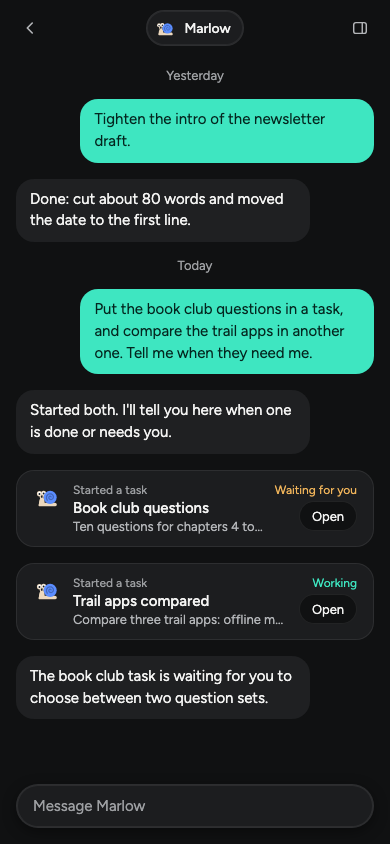 Marlow
Yesterday
Tighten the intro of the newsletter
draft.
Done: cut about 80 words and moved
the date to the first line.
Today
Put the book club questions in a task,
and compare the trail apps in another
one. Tell me when they need me.
Started both. I'll tell you here when one
is done or needs you.
Started a task
Waiting for you
Book club questions
Open
Ten questions for chapters 4 to...
Started a task
Working
Trail apps compared
Open
Compare three trail apps: offline m...
The book club task is waiting for you to
choose between two question sets.
Message Marlow